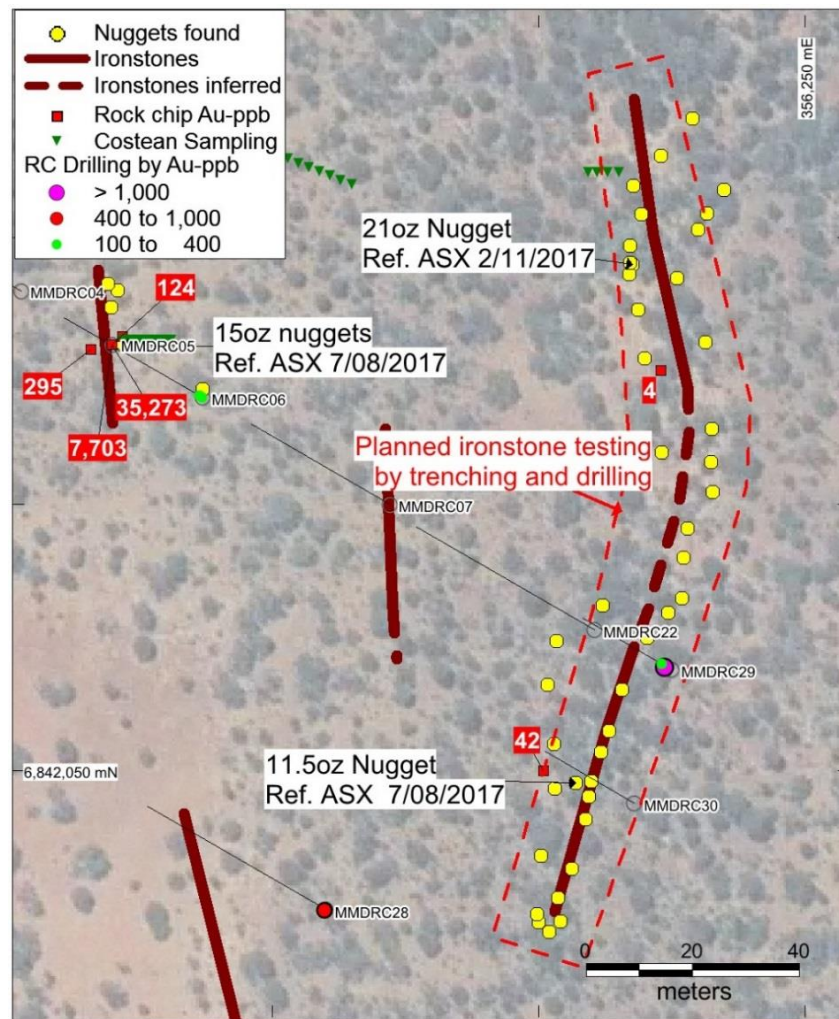 Nuggets found
Ironstones
Ironstones inferred
Rock chip Au-ppb
Costean Sampling
RC Drilling by Au-ppb
> 1,000
400 to 1,000
100 to 400
356,250 mE
21oz Nugget
Ref. ASX 2/11/2017
MMDRC04
124
MMDRC05
15oz nuggets
Ref. ASX 7/08/2017
295
35,273
MMDRC06
7,703
4
Planned ironstone testing
by trenching and drilling
MMDRC07
MMDRC22
MMDRC29
42
6,842,050 mN
11.5oz Nugget
Ref. ASX 7/08/2017
MMDRC30
MMDRC28
0 20 40
meters